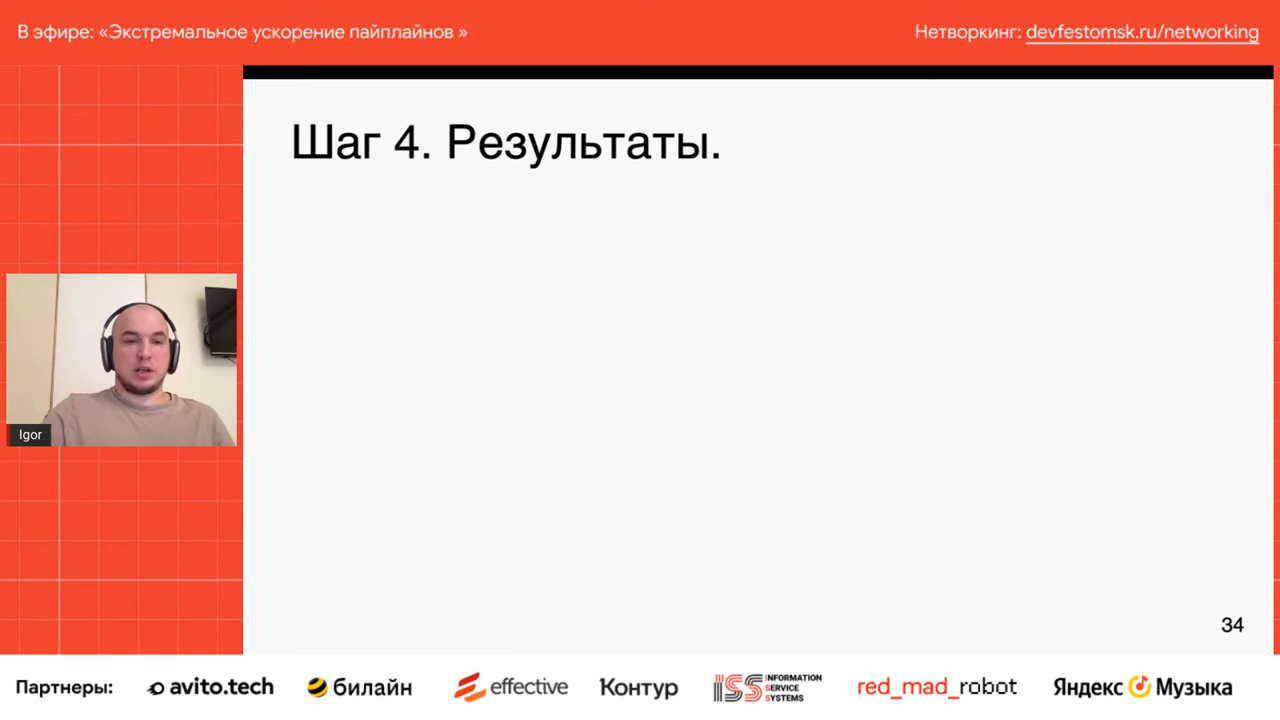 В эфире: «Экстремальное ускорение пайплайнов »
Нетворкинг: devfestomsk.ru/networking
Шаг 4. Результаты.
Igor
34
Партнеры:
avito.tech
билайн
effective
Контур
ISS INFORMATION SERVICE SYSTEMS
red_mad_robot
Яндекс Музыка